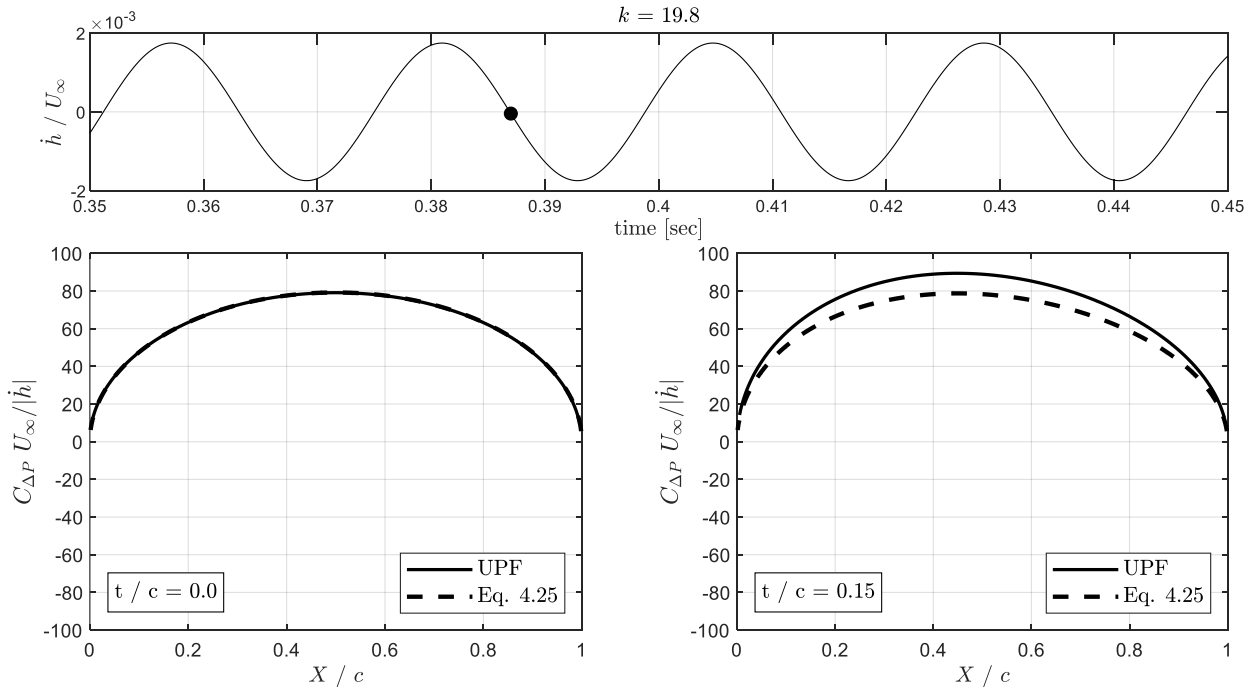 k = 19.8
×10⁻³
2
0
-2
ḣ / U∞
0.35 0.36 0.37 0.38 0.39 0.4 0.41 0.42 0.43 0.44 0.45
time [sec]
100
80
60
40
20
0
-20
-40
-60
-80
-100
C_ΔP U∞/|ḣ|
UPF
Eq. 4.25
t / c = 0.0
0 0.2 0.4 0.6 0.8 1
X / c
100
80
60
40
20
0
-20
-40
-60
-80
-100
C_ΔP U∞/|ḣ|
UPF
Eq. 4.25
t / c = 0.15
0 0.2 0.4 0.6 0.8 1
X / c